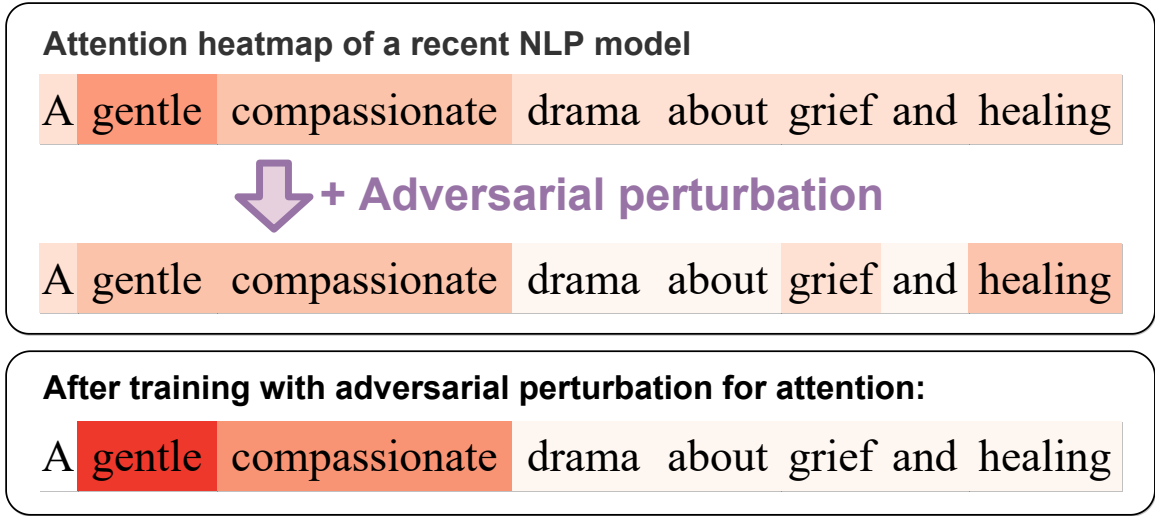 Attention heatmap of a recent NLP model
A gentle compassionate drama about grief and healing
+ Adversarial perturbation
A gentle compassionate drama about grief and healing
After training with adversarial perturbation for attention:
A gentle compassionate drama about grief and healing